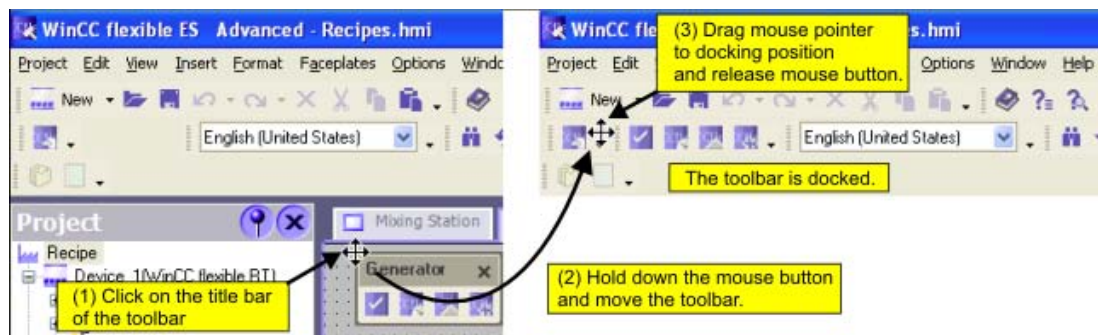 WinCC flexible ES Advanced - Recipes.hmi
Project Edit View Insert Format Faceplates Options
New
English (United States)
Project
Mixing Station
Recipe
Device_1(WinCC flexible RT)
Generator
(1) Click on the title bar
of the toolbar
WinCC fle
s.hmi
(3) Drag mouse pointer
to docking position
and release mouse button.
Project Edit
Options Window Help
English (United States)
The toolbar is docked.
(2) Hold down the mouse button
and move the toolbar.